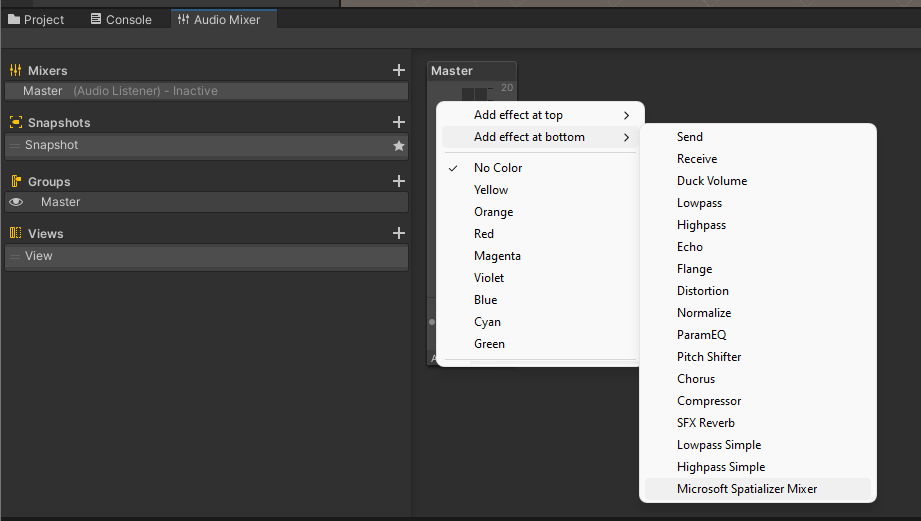 Project
Console
Audio Mixer
Mixers
Master (Audio Listener) - Inactive
Snapshots
Snapshot
Groups
Master
Views
View
Master
20
Add effect at top
Add effect at bottom
No Color
Yellow
Orange
Red
Magenta
Violet
Blue
Cyan
Green
Send
Receive
Duck Volume
Lowpass
Highpass
Echo
Flange
Distortion
Normalize
ParamEQ
Pitch Shifter
Chorus
Compressor
SFX Reverb
Lowpass Simple
Highpass Simple
Microsoft Spatializer Mixer